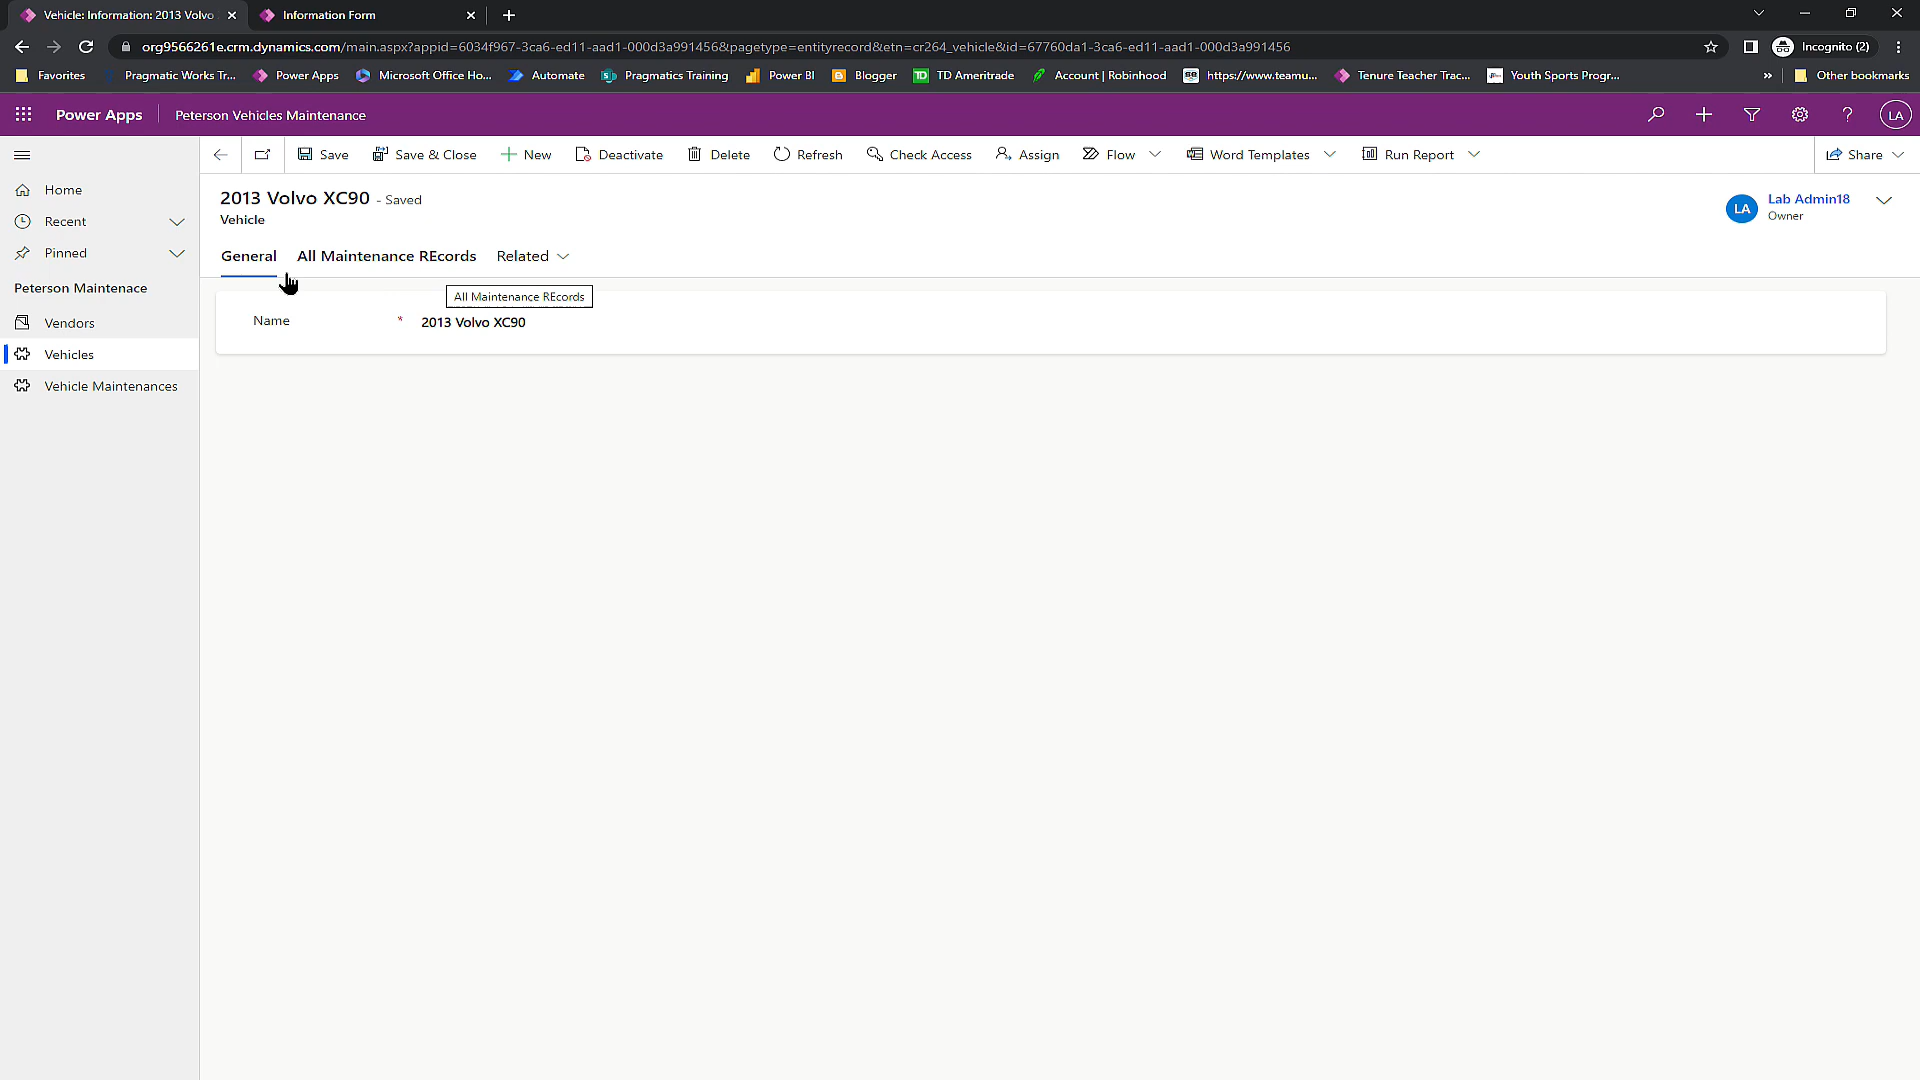 Vehicle: Information: 2013 Volvo
Information Form
org9566261e.crm.dynamics.com/main.aspx?appid=6034f967-3ca6-ed11-aad1-000d3a991456&pagetype=entityrecord&etn=cr264_vehicle&id=67760da1-3ca6-ed11-aad1-000d3a991456
Incognito (2)
Favorites
Pragmatic Works Tr...
Power Apps
Microsoft Office Ho...
Automate
Pragmatics Training
Power BI
Blogger
TD Ameritrade
Account | Robinhood
https://www.teamu...
Tenure Teacher Trac...
Youth Sports Progr...
»
Other bookmarks
Power Apps
Peterson Vehicles Maintenance
LA
Save
Save & Close
New
Deactivate
Delete
Refresh
Check Access
Assign
Flow
Word Templates
Run Report
Share
Home
Recent
Pinned
Peterson Maintenace
Vendors
Vehicles
Vehicle Maintenances
2013 Volvo XC90 - Saved
Vehicle
LA
Lab Admin18
Owner
General
All Maintenance REcords
Related
All Maintenance REcords
Name * 2013 Volvo XC90